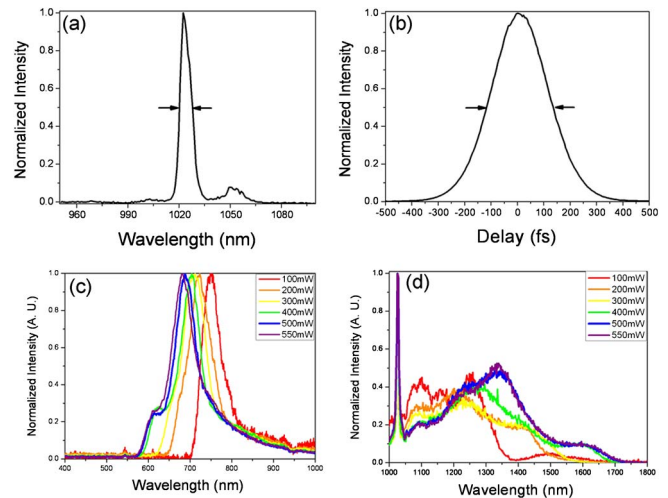 (a)
Normalized Intensity
1.0
0.8
0.6
0.4
0.2
0.0
960 990 1020 1050 1080
Wavelength (nm)
(b)
Normalized Intensity
1.0
0.8
0.6
0.4
0.2
0.0
-500 -400 -300 -200 -100 0 100 200 300 400 500
Delay (fs)
(c)
Normalized Intensity (A. U.)
1.0
0.8
0.6
0.4
0.2
0.0
400 500 600 700 800 900 1000
Wavelength (nm)
100mW
200mW
300mW
400mW
500mW
550mW
(d)
Normalized Intensity (A. U.)
1.0
0.8
0.6
0.4
0.2
0.0
1000 1100 1200 1300 1400 1500 1600 1700 1800
Wavelength (nm)
100mW
200mW
300mW
400mW
500mW
550mW